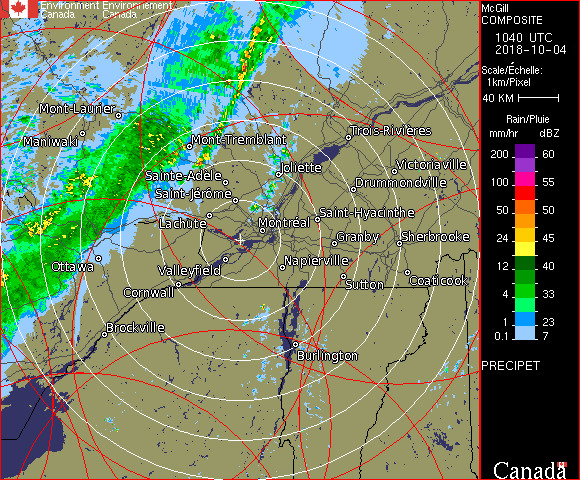 Environment Environnement
Canada Canada
McGill
COMPOSITE
1040 UTC
2018-10-04
Scale/Échelle:
1km/Pixel
40 KM
Rain/Pluie
mm/hr dBZ
200 60
100 55
50 50
24 45
12 40
4 33
1 23
0.1 7
PRECIPET
Canada
Mont-Laurier
Maniwaki
Mont-Tremblant
Trois-Rivières
Sainte-Adèle
Joliette
Victoriaville
Saint-Jérôme
Drummondville
Lachute
Montréal
Saint-Hyacinthe
Granby
Sherbrooke
Ottawa
Valleyfield
Napierville
Cornwall
Sutton
Coaticook
Brockville
Burlington